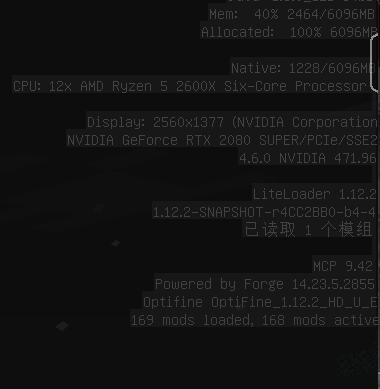 Mem: 40% 2464/6096MB
Allocated: 100% 6096MB
Native: 1228/6096MB
CPU: 12x AMD Ryzen 5 2600X Six-Core Processor
Display: 2560x1377 (NVIDIA Corporation
NVIDIA GeForce RTX 2080 SUPER/PCIe/SSE2
4.6.0 NVIDIA 471.96
LiteLoader 1.12.2
1.12.2-SNAPSHOT-r4CC2BB0-b4-4
已读取 1 个模组
MCP 9.42
Powered by Forge 14.23.5.2855
Optifine OptiFine_1.12.2_HD_U_E
169 mods loaded, 168 mods active